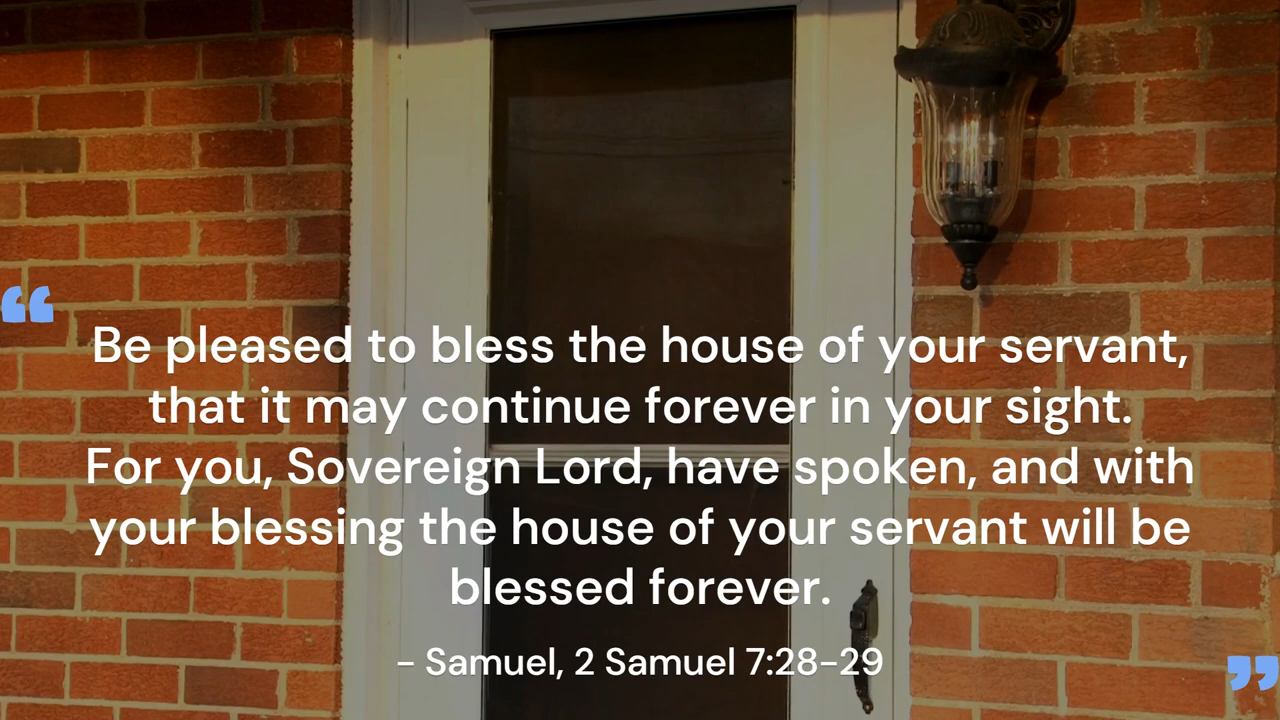 “
Be pleased to bless the house of your servant,
that it may continue forever in your sight.
For you, Sovereign Lord, have spoken, and with
your blessing the house of your servant will be
blessed forever.
– Samuel, 2 Samuel 7:28–29
”